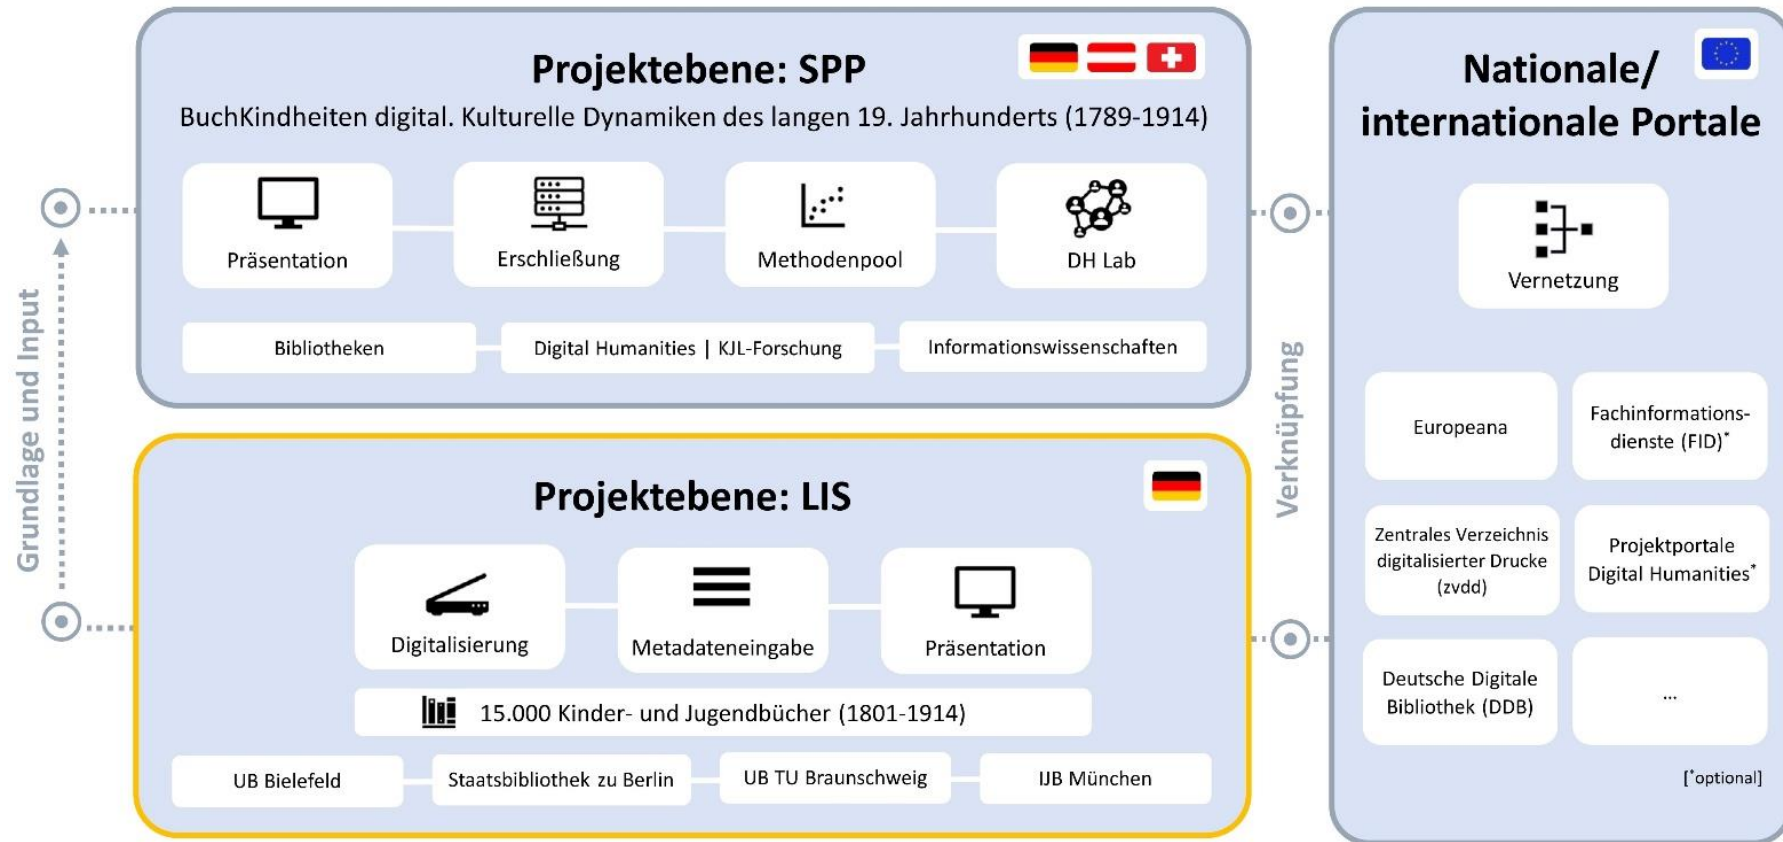 Projektebene: SPP
BuchKindheiten digital. Kulturelle Dynamiken des langen 19. Jahrhunderts (1789-1914)
Präsentation
Erschließung
Methodenpool
DH Lab
Bibliotheken
Digital Humanities | KJL-Forschung
Informationswissenschaften
Grundlage und Input
Projektebene: LIS
Digitalisierung
Metadateneingabe
Präsentation
15.000 Kinder- und Jugendbücher (1801-1914)
UB Bielefeld
Staatsbibliothek zu Berlin
UB TU Braunschweig
IJB München
Verknüpfung
Nationale/
internationale Portale
Vernetzung
Europeana
Fachinformations-
dienste (FID)*
Zentrales Verzeichnis
digitalisierter Drucke
(zvdd)
Projektportale
Digital Humanities*
Deutsche Digitale
Bibliothek (DDB)
...
[*optional]